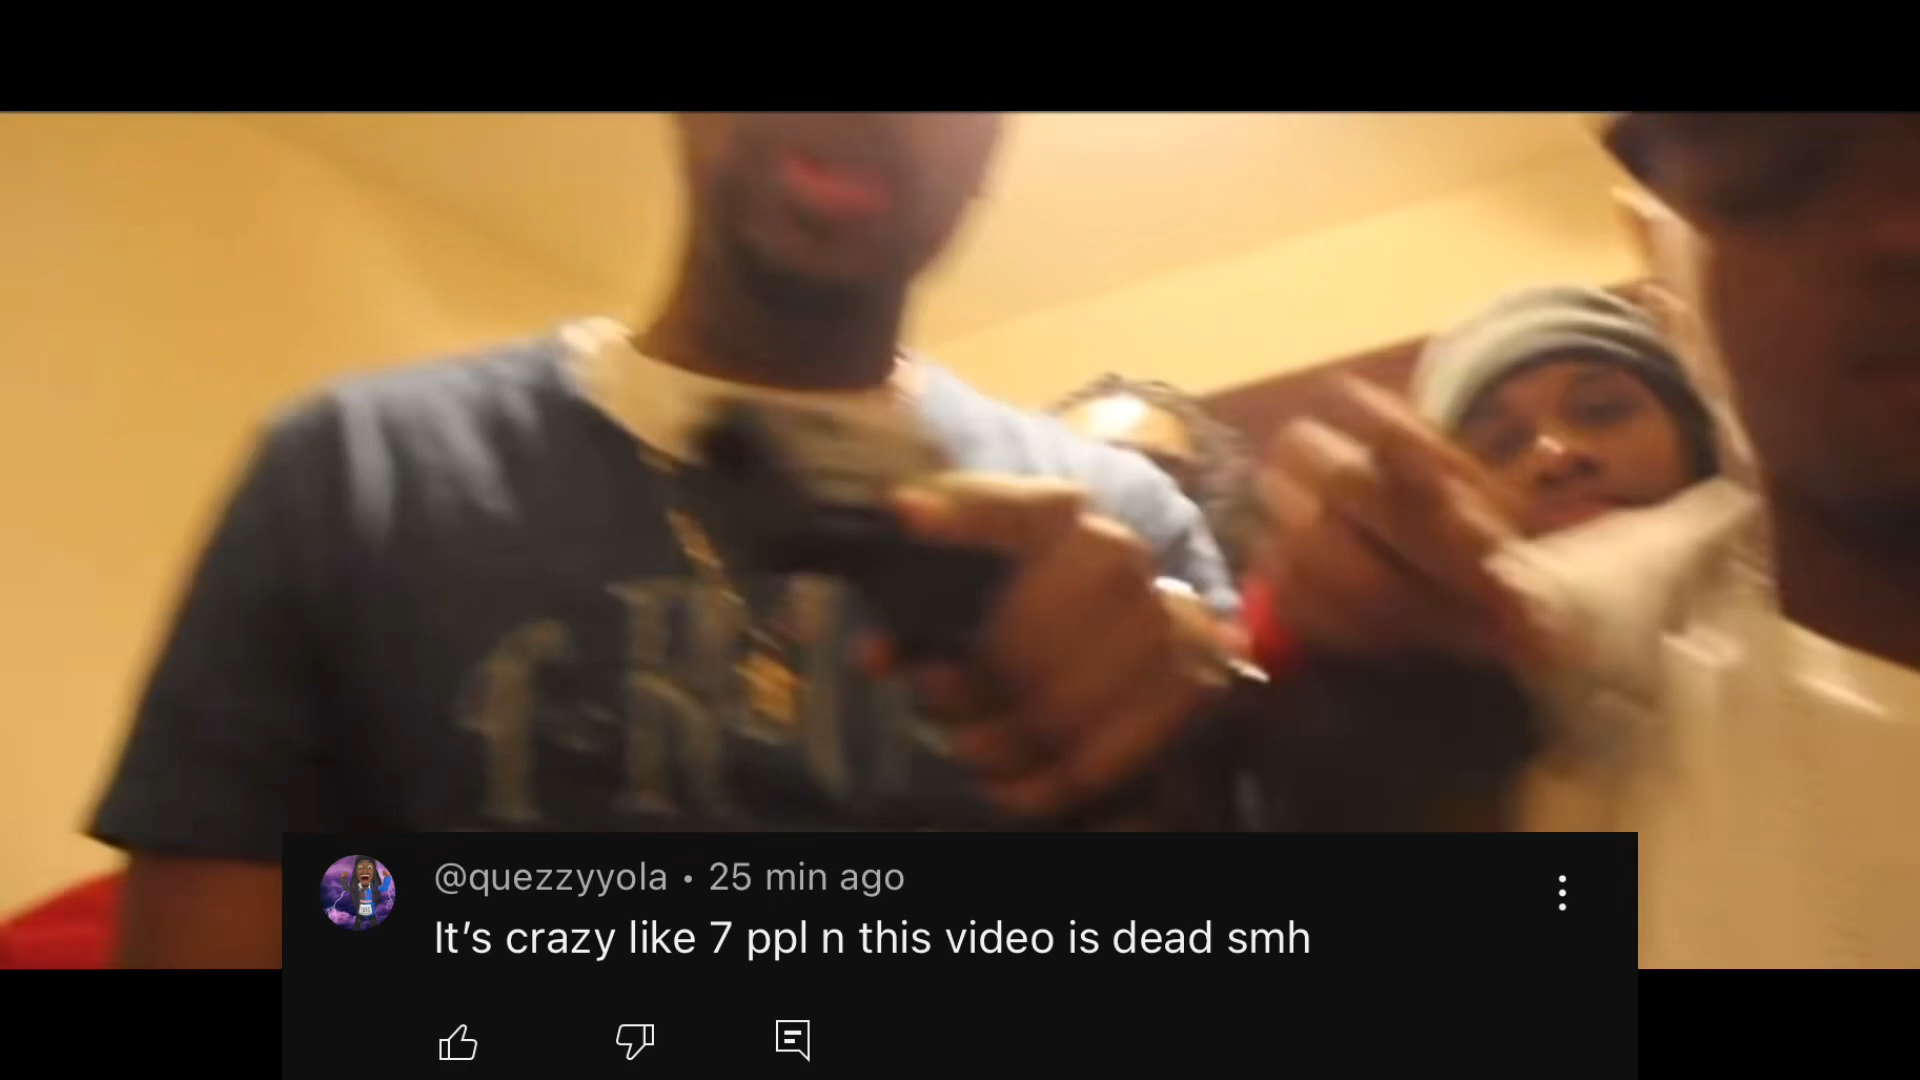 @quezzyyola • 25 min ago
It's crazy like 7 ppl n this video is dead smh